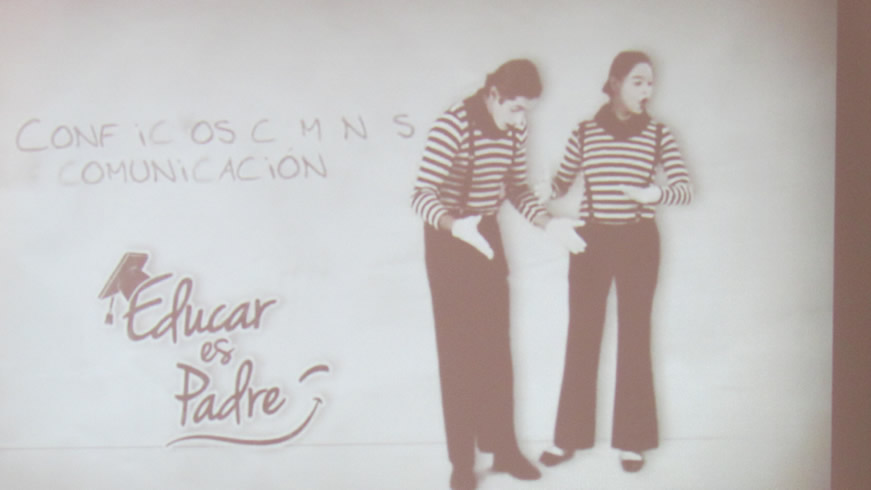 CONF iC OS C M N S
COMUNiCACiÓN
Educar
es
Padre